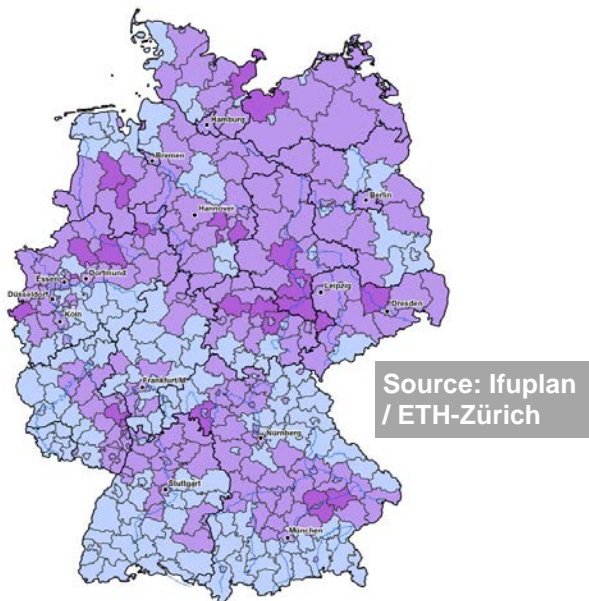 Hamburg
Bremen
Berlin
Hannover
Essen
Dortmund
Düsseldorf
Leipzig
Dresden
Köln
Frankfurt/M.
Source: Ifuplan
/ ETH-Zürich
Nürnberg
Stuttgart
München